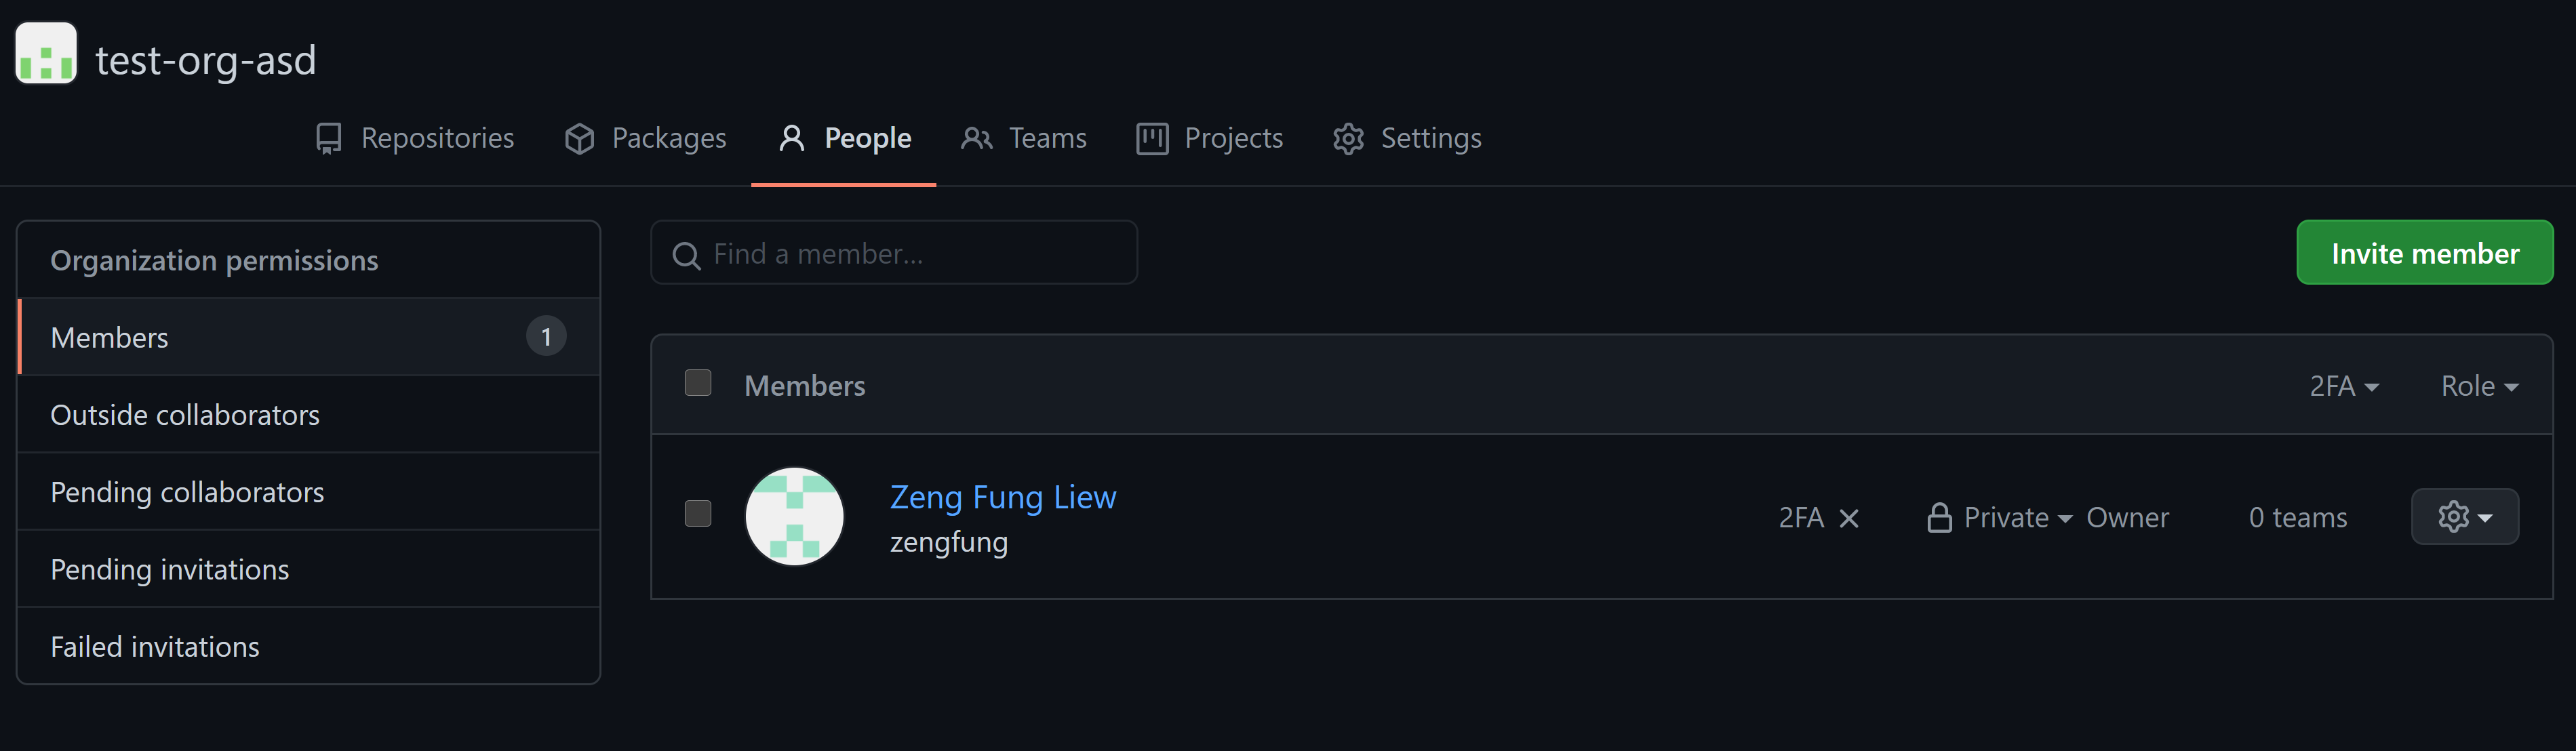 test-org-asd
Repositories Packages People Teams Projects Settings
Organization permissions
Members 1
Outside collaborators
Pending collaborators
Pending invitations
Failed invitations
Find a member...
Invite member
Members 2FA Role
Zeng Fung Liew
zengfung
2FA Private Owner 0 teams